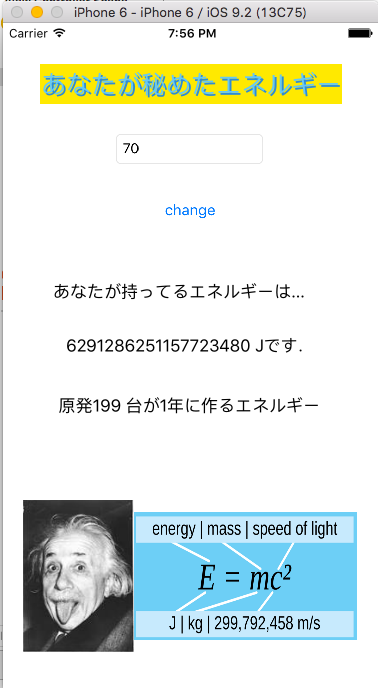 iPhone 6 - iPhone 6 / iOS 9.2 (13C75)
Carrier 7:56 PM
あなたが秘めたエネルギー
70
change
あなたが持ってるエネルギーは...
6291286251157723480 Jです.
原発199 台が1年に作るエネルギー
energy | mass | speed of light
E = mc²
J | kg | 299,792,458 m/s